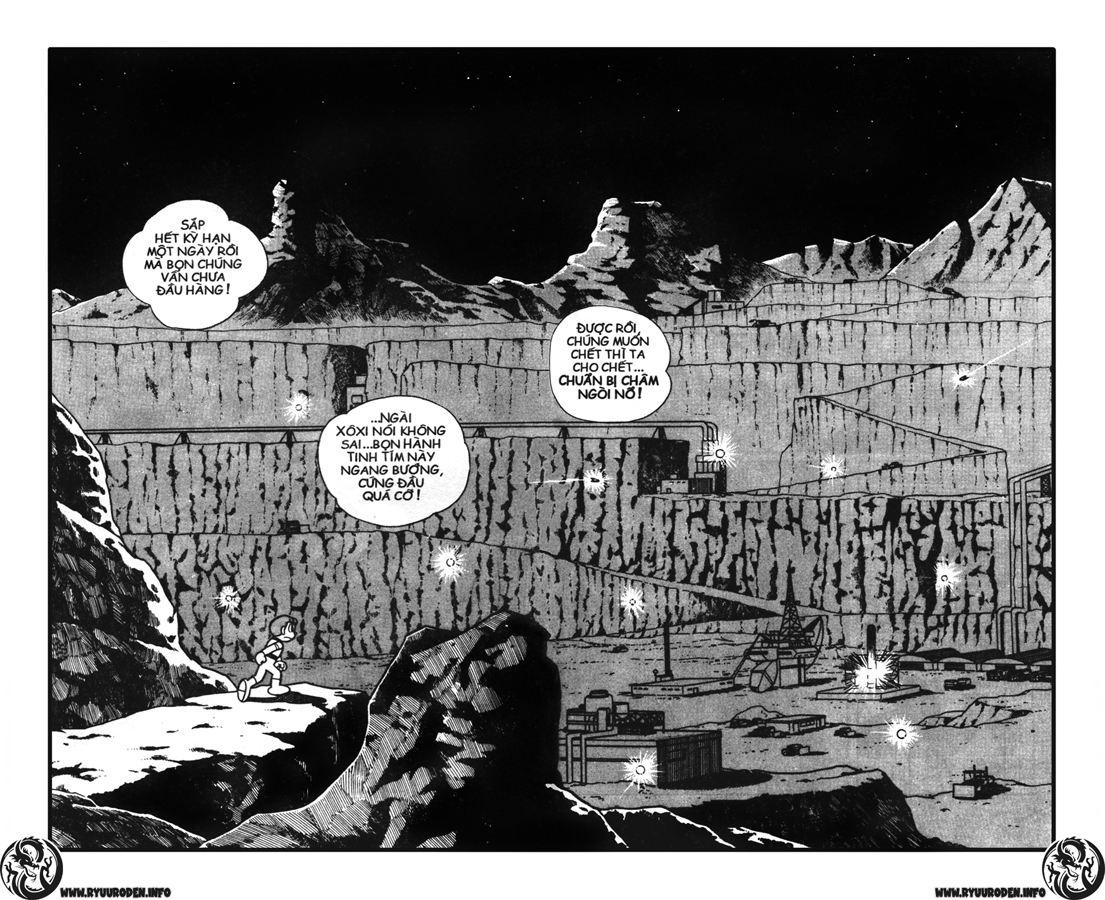 SẮP
HẾT KỲ HẠN
MỘT NGÀY RỒI
MÀ BỌN CHÚNG
VẪN CHƯA
ĐẦU HÀNG!
ĐƯỢC RỒI,
CHÚNG MUỐN
CHẾT THÌ TA
CHO CHẾT...
CHUẨN BỊ CHÂM
NGÒI NỔ!
...NGÀI
XÔXI NÓI KHÔNG
SAI...BỌN HÀNH
TINH TÍM NÀY
NGANG BƯỚNG,
CỨNG ĐẦU
QUÁ CỠ!
WWW.RYUURODEN.INFO
WWW.RYUURODEN.INFO